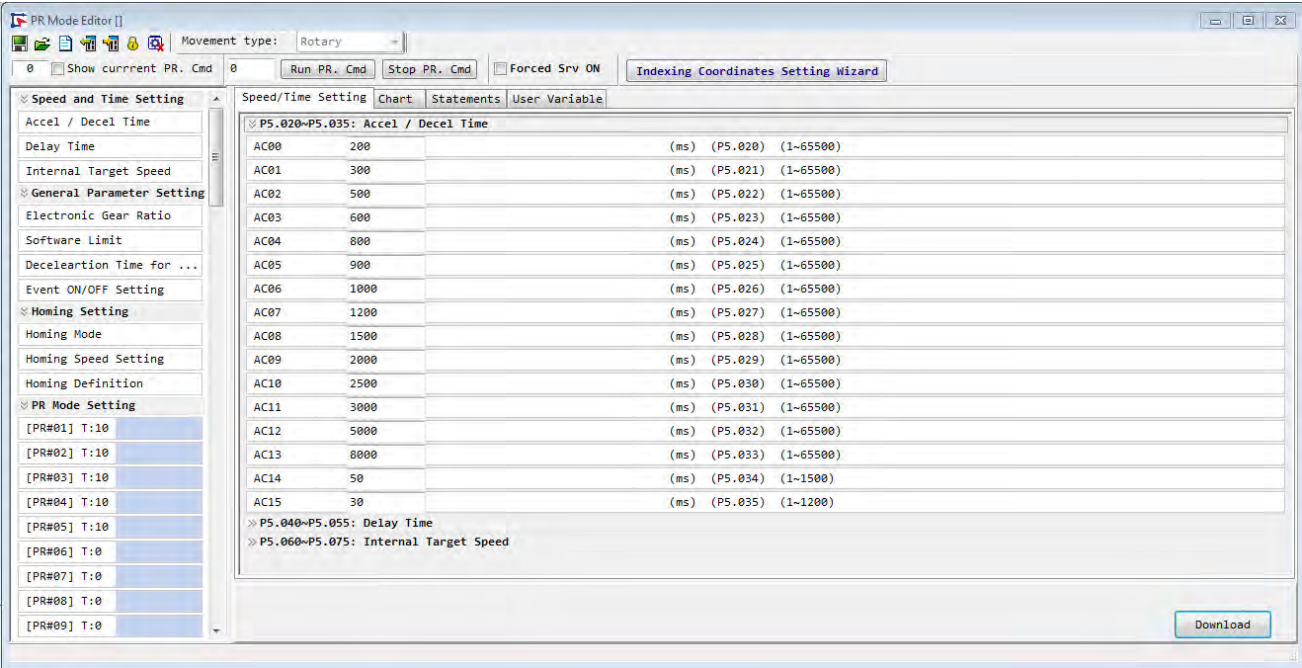 PR Mode Editor []
Movement type: Rotary
0 Show currrent PR. Cmd 0 Run PR. Cmd Stop PR. Cmd Forced Srv ON Indexing Coordinates Setting Wizard
Speed and Time Setting
Accel / Decel Time
Delay Time
Internal Target Speed
General Parameter Setting
Electronic Gear Ratio
Software Limit
Deceleartion Time for ...
Event ON/OFF Setting
Homing Setting
Homing Mode
Homing Speed Setting
Homing Definition
PR Mode Setting
[PR#01] T:10
[PR#02] T:10
[PR#03] T:10
[PR#04] T:10
[PR#05] T:10
[PR#06] T:0
[PR#07] T:0
[PR#08] T:0
[PR#09] T:0
Speed/Time Setting Chart Statements User Variable
P5.020~P5.035: Accel / Decel Time
AC00 200 (ms) (P5.020) (1~65500)
AC01 300 (ms) (P5.021) (1~65500)
AC02 500 (ms) (P5.022) (1~65500)
AC03 600 (ms) (P5.023) (1~65500)
AC04 800 (ms) (P5.024) (1~65500)
AC05 900 (ms) (P5.025) (1~65500)
AC06 1000 (ms) (P5.026) (1~65500)
AC07 1200 (ms) (P5.027) (1~65500)
AC08 1500 (ms) (P5.028) (1~65500)
AC09 2000 (ms) (P5.029) (1~65500)
AC10 2500 (ms) (P5.030) (1~65500)
AC11 3000 (ms) (P5.031) (1~65500)
AC12 5000 (ms) (P5.032) (1~65500)
AC13 8000 (ms) (P5.033) (1~65500)
AC14 50 (ms) (P5.034) (1~1500)
AC15 30 (ms) (P5.035) (1~1200)
P5.040~P5.055: Delay Time
P5.060~P5.075: Internal Target Speed
Download